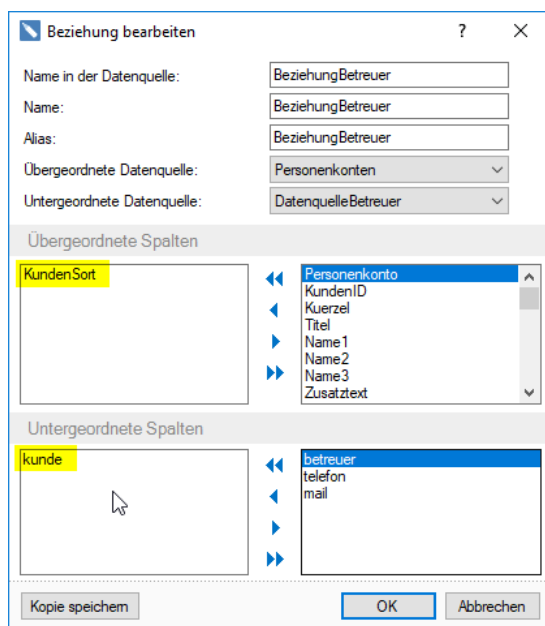 Beziehung bearbeiten ?
Name in der Datenquelle: BeziehungBetreuer
Name: BeziehungBetreuer
Alias: BeziehungBetreuer
Übergeordnete Datenquelle: Personenkonten
Untergeordnete Datenquelle: DatenquelleBetreuer
Übergeordnete Spalten
KundenSort
Personenkonto
KundenID
Kuerzel
Titel
Name1
Name2
Name3
Zusatztext
Untergeordnete Spalten
kunde
betreuer
telefon
mail
Kopie speichern OK Abbrechen